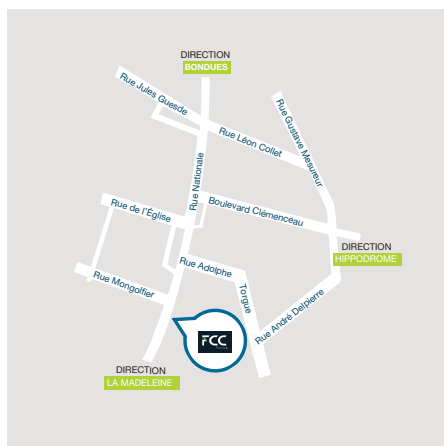 DIRECTION
BONDUES
Rue Jules Guesde
Rue Gustave Mesureur
Rue Léon Collet
Rue Nationale
Rue de l'Église
Boulevard Clémenceau
DIRECTION
HIPPODROME
Rue Adolphe
Torgue
Rue Mongolfier
Rue André Delpierre
FCC
DIRECTION
LA MADELEINE